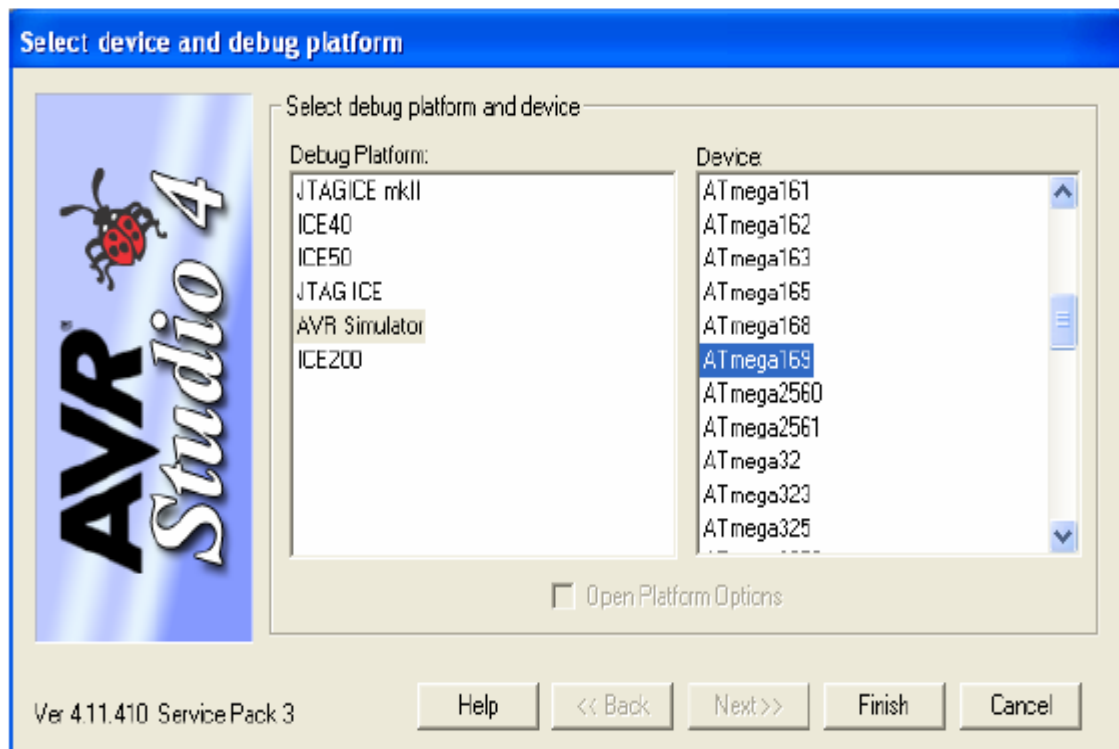 Select device and debug platform
AVR
Studio 4
Select debug platform and device
Debug Platform:
JTAGICE mkII
ICE40
ICE50
JTAG ICE
AVR Simulator
ICE200
Device:
ATmega161
ATmega162
ATmega163
ATmega165
ATmega168
ATmega169
ATmega2560
ATmega2561
ATmega32
ATmega323
ATmega325
Open Platform Options
Ver 4.11.410 Service Pack 3
Help
<< Back
Next >>
Finish
Cancel